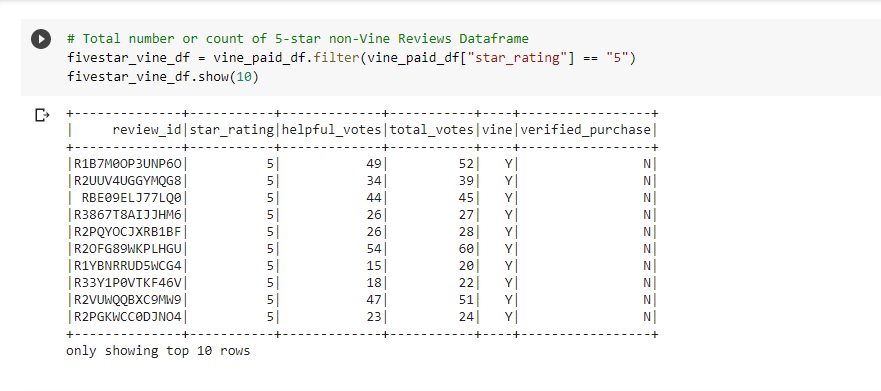 # Total number or count of 5-star non-Vine Reviews Dataframe
fivestar_vine_df = vine_paid_df.filter(vine_paid_df["star_rating"] == "5")
fivestar_vine_df.show(10)
+--------------+-----------+-------------+-----------+----+-----------------+
|     review_id|star_rating|helpful_votes|total_votes|vine|verified_purchase|
+--------------+-----------+-------------+-----------+----+-----------------+
|R1B7M0OP3UNP6O|          5|           49|         52|   Y|                N|
|R2UUV4UGGYMQG8|          5|           34|         39|   Y|                N|
| RBE09ELJ77LQ0|          5|           44|         45|   Y|                N|
|R3867T8AIJJHM6|          5|           26|         27|   Y|                N|
|R2PQYOCJXRB1BF|          5|           26|         28|   Y|                N|
|R2OFG89WKPLHGU|          5|           54|         60|   Y|                N|
|R1YBNRRUD5WCG4|          5|           15|         20|   Y|                N|
|R33Y1P0VTKF46V|          5|           18|         22|   Y|                N|
|R2VUWQQBXC9MW9|          5|           47|         51|   Y|                N|
|R2PGKWCC0DJNO4|          5|           23|         24|   Y|                N|
+--------------+-----------+-------------+-----------+----+-----------------+
only showing top 10 rows